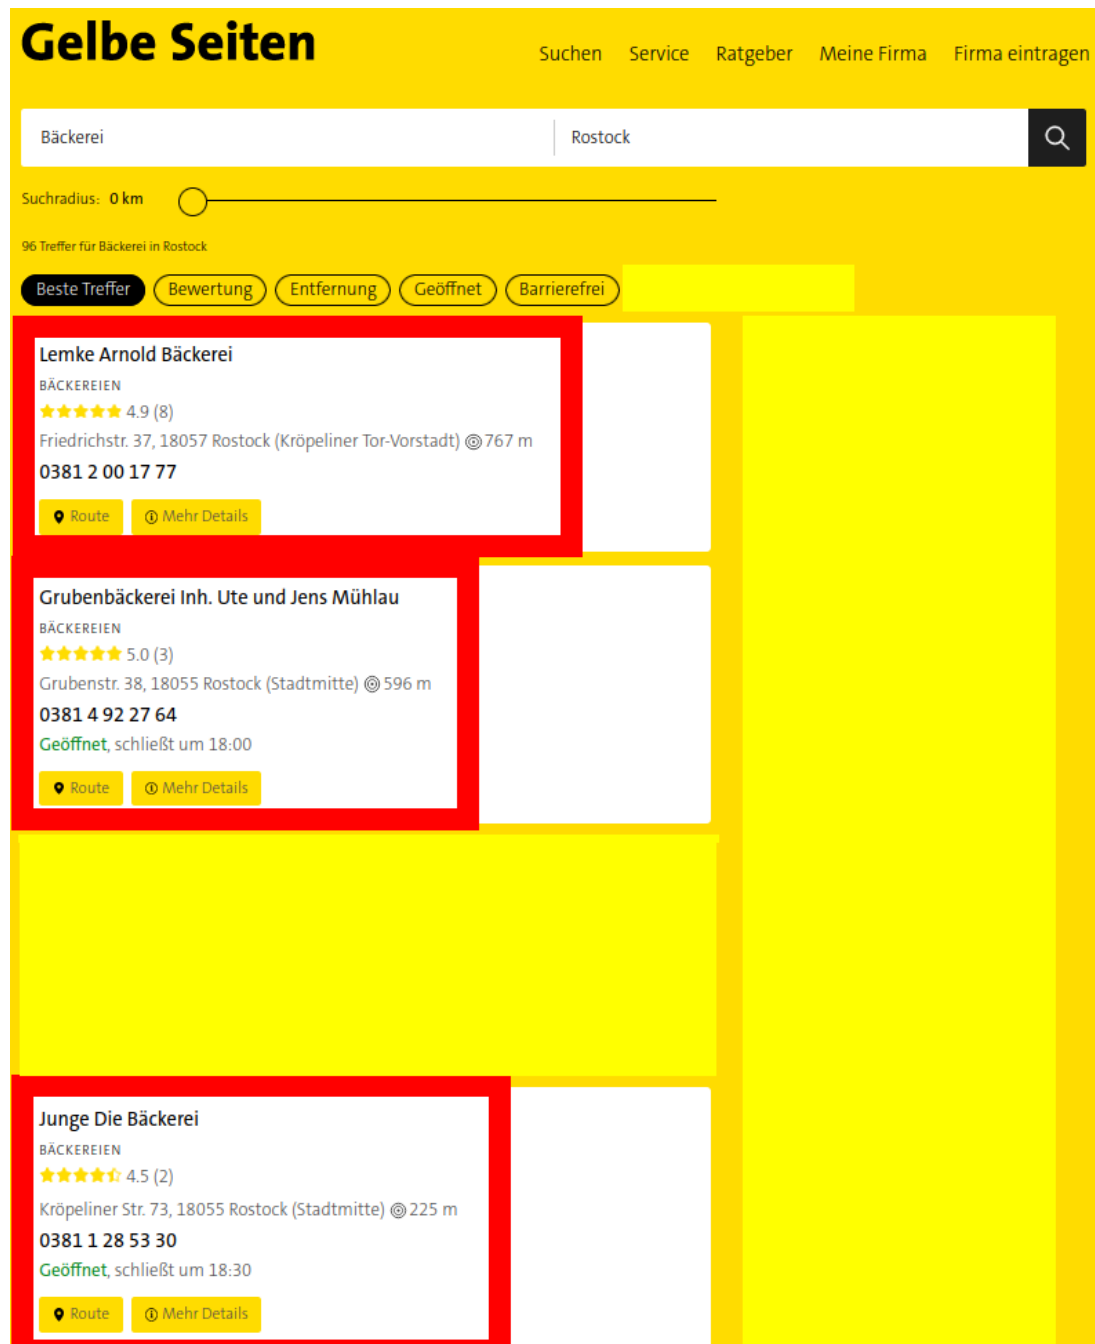 Gelbe Seiten
Suchen Service Ratgeber Meine Firma Firma eintragen
Bäckerei Rostock
Suchradius: 0 km
96 Treffer für Bäckerei in Rostock
Beste Treffer Bewertung Entfernung Geöffnet Barrierefrei
Lemke Arnold Bäckerei
BÄCKEREIEN
4.9 (8)
Friedrichstr. 37, 18057 Rostock (Kröpeliner Tor-Vorstadt) 767 m
0381 2 00 17 77
Route Mehr Details
Grubenbäckerei Inh. Ute und Jens Mühlau
BÄCKEREIEN
5.0 (3)
Grubenstr. 38, 18055 Rostock (Stadtmitte) 596 m
0381 4 92 27 64
Geöffnet, schließt um 18:00
Route Mehr Details
Junge Die Bäckerei
BÄCKEREIEN
4.5 (2)
Kröpeliner Str. 73, 18055 Rostock (Stadtmitte) 225 m
0381 1 28 53 30
Geöffnet, schließt um 18:30
Route Mehr Details